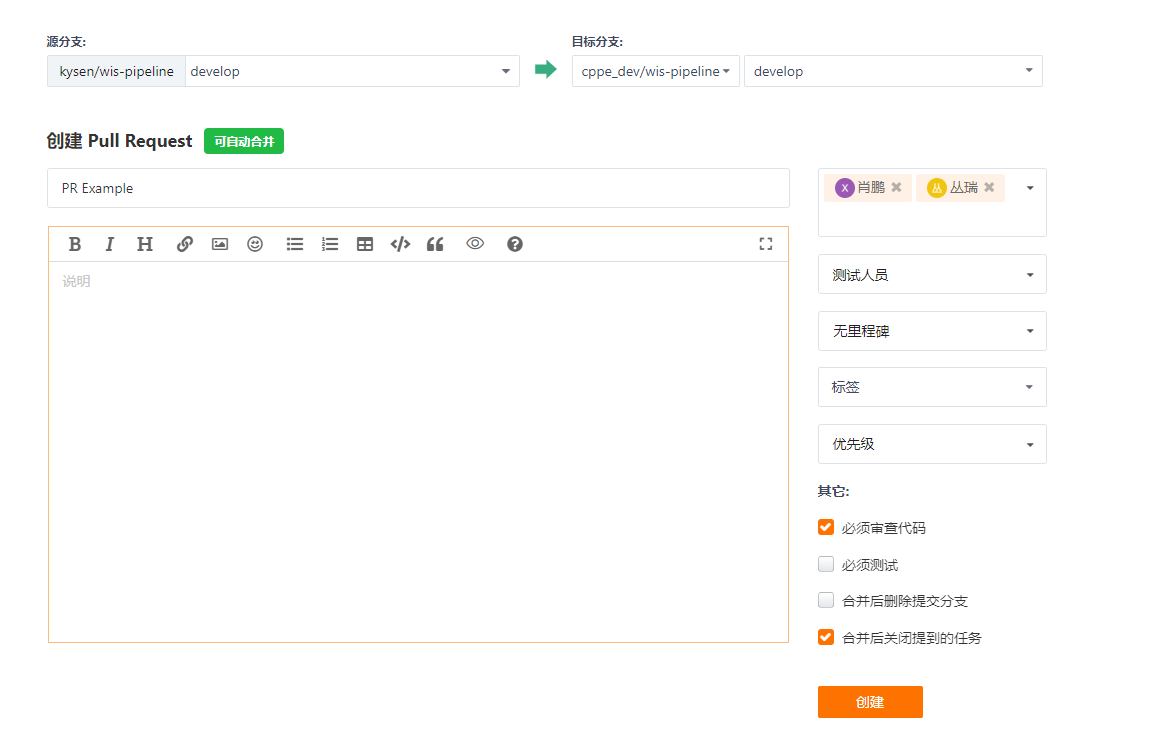 源分支:
目标分支:
kysen/wis-pipeline develop
cppe_dev/wis-pipeline develop
创建 Pull Request 可自动合并
PR Example
X 肖鹏 丛 丛瑞
B I H
说明
测试人员
无里程碑
标签
优先级
其它:
必须审查代码
必须测试
合并后删除提交分支
合并后关闭提到的任务
创建